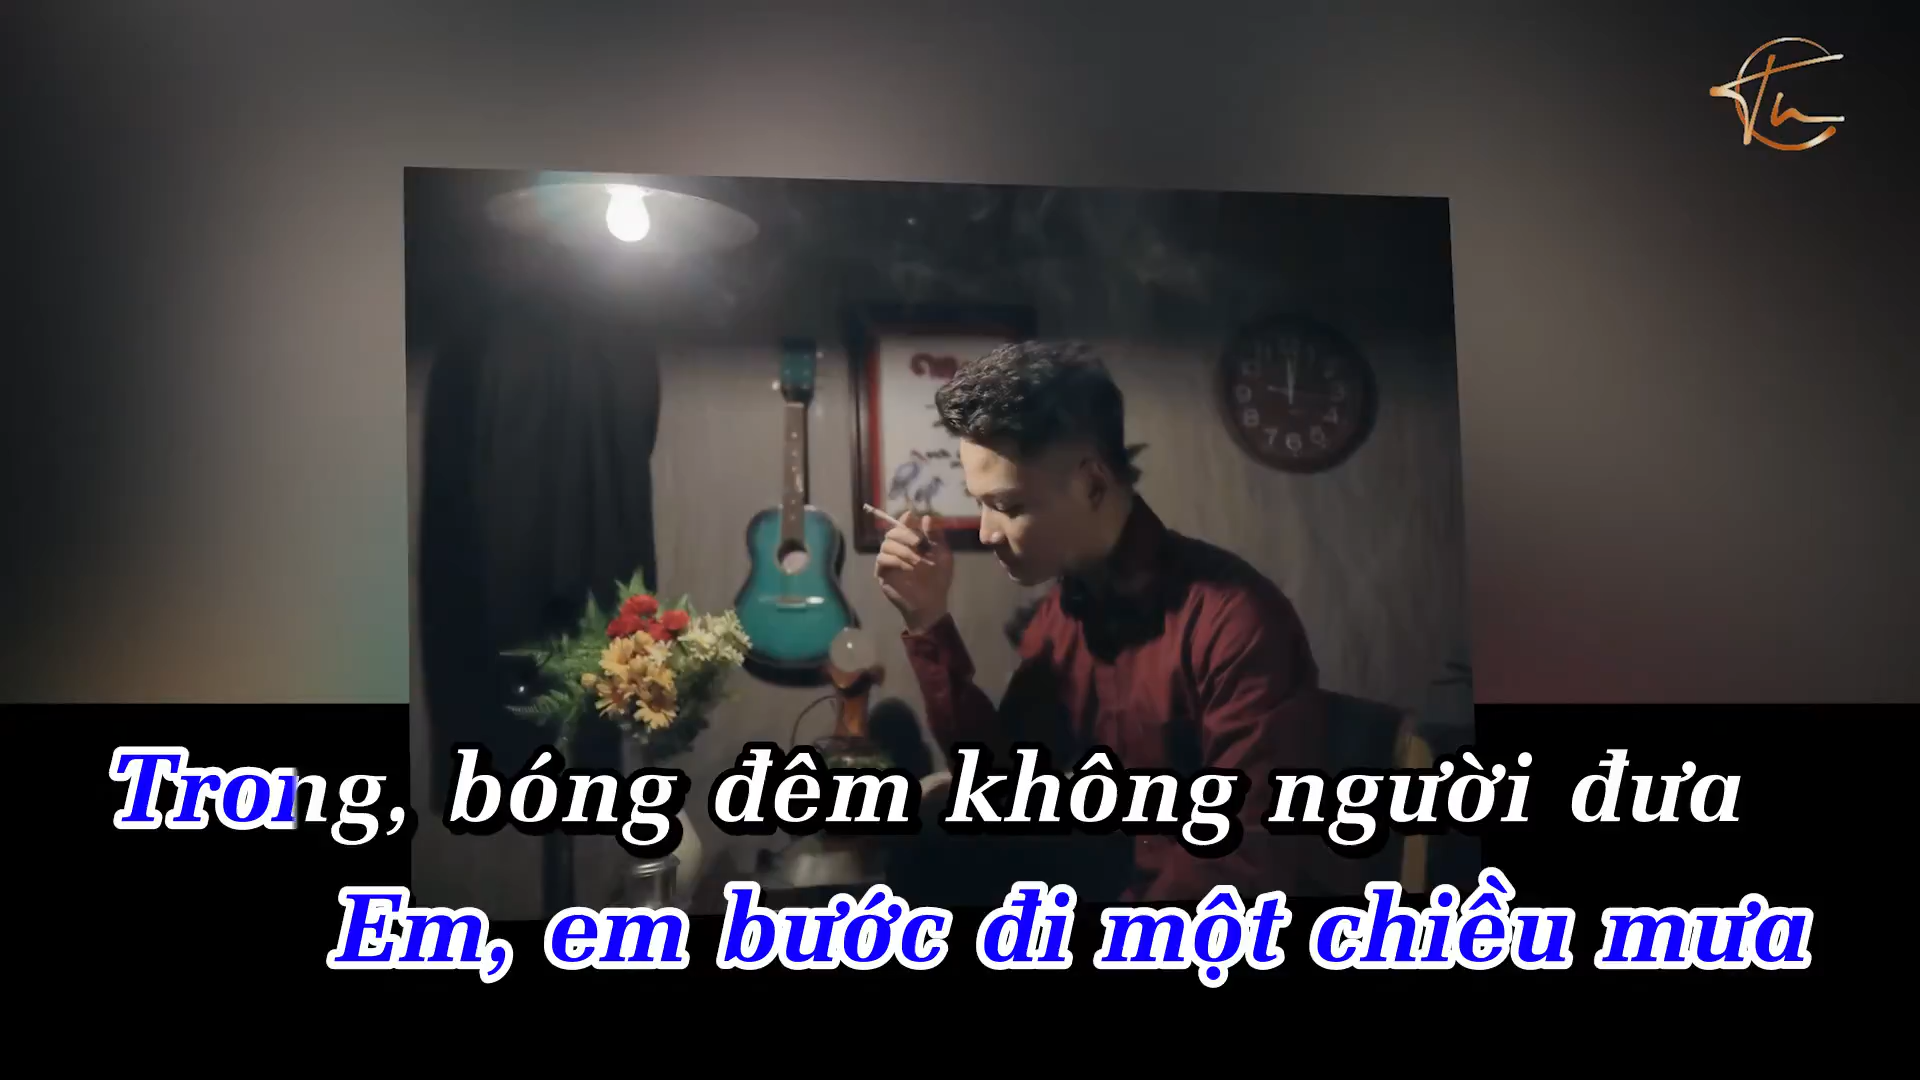 Trong, bóng đêm không người đưa
Em, em bước đi một chiều mưa